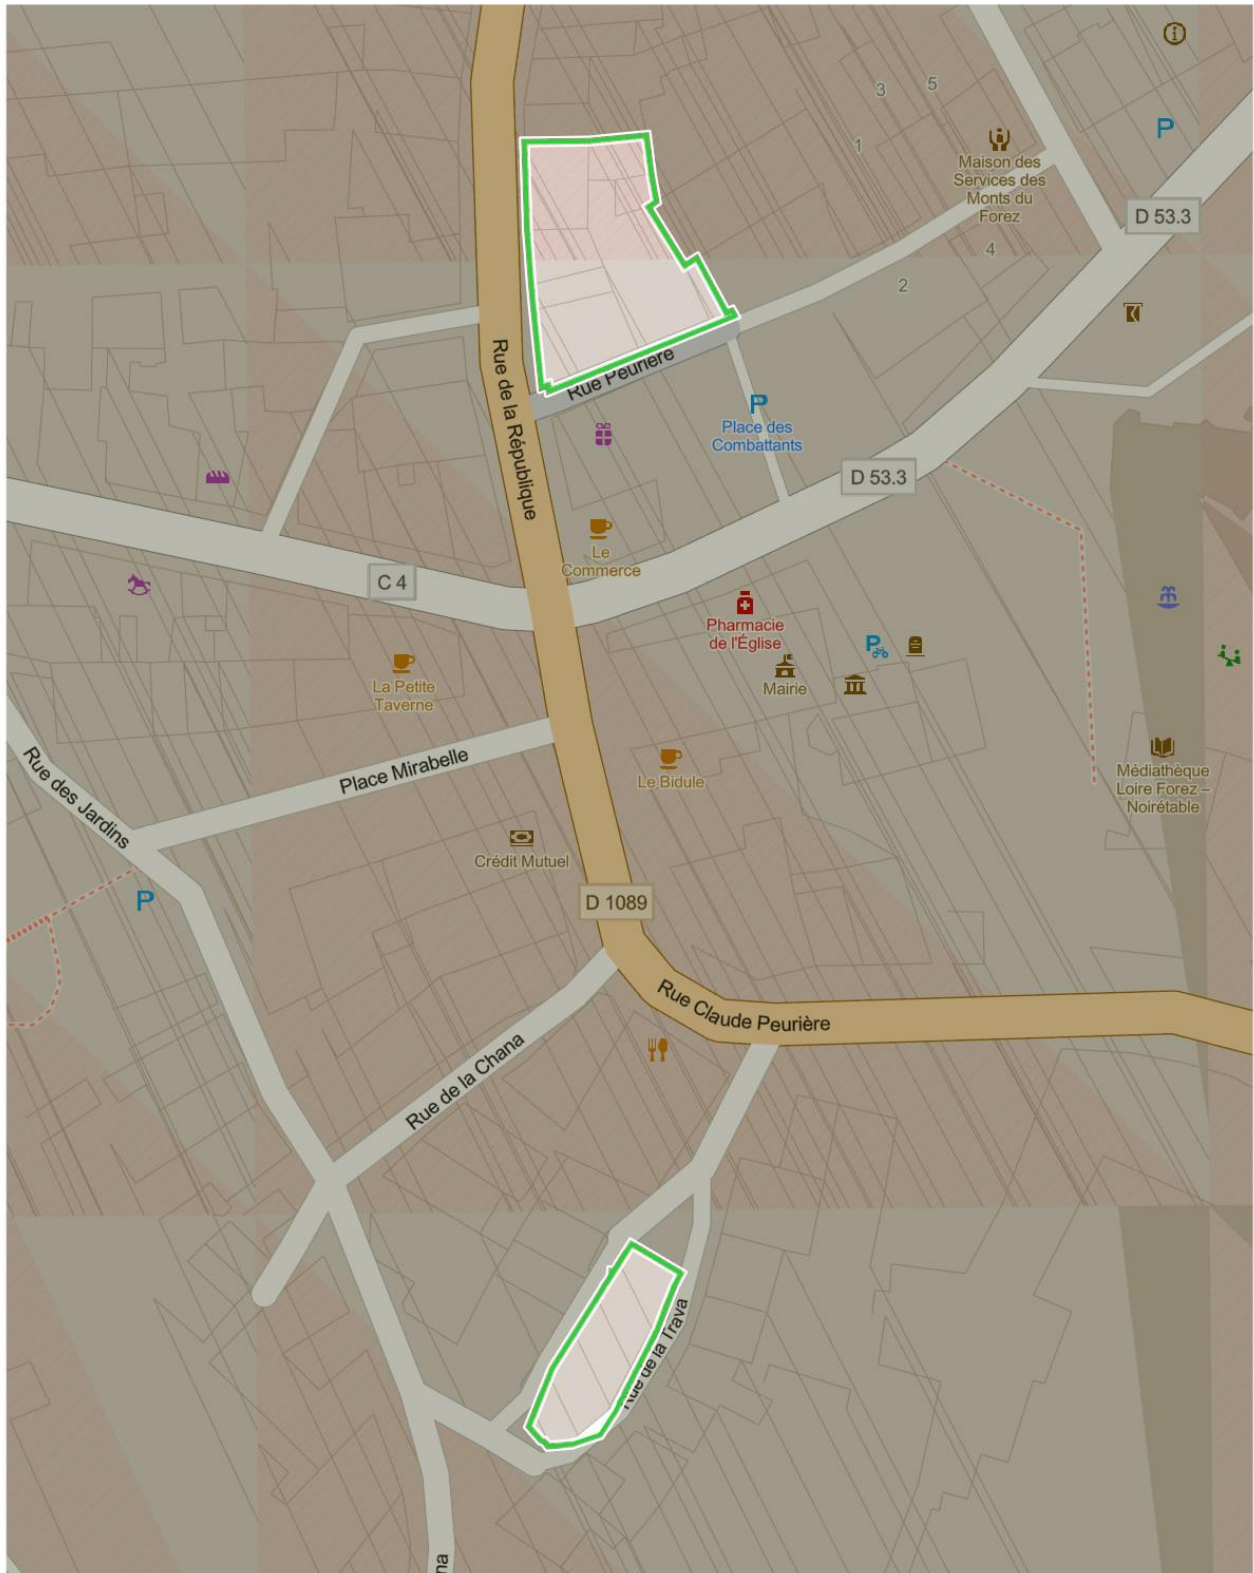 3
5
1
P
Maison des
Services des
Monts du
Forez
D 53.3
4
2
Rue de la République
Rue Peurière
P
Place des
Combattants
D 53.3
Le
Commerce
C 4
Pharmacie
de l'Église
P
La Petite
Taverne
Mairie
Rue des Jardins
Place Mirabelle
Le Bidule
Médiathèque
Loire Forez –
Noirétable
Crédit Mutuel
P
D 1089
Rue Claude Peurière
Rue de la Chana
Rue de la Trava
na